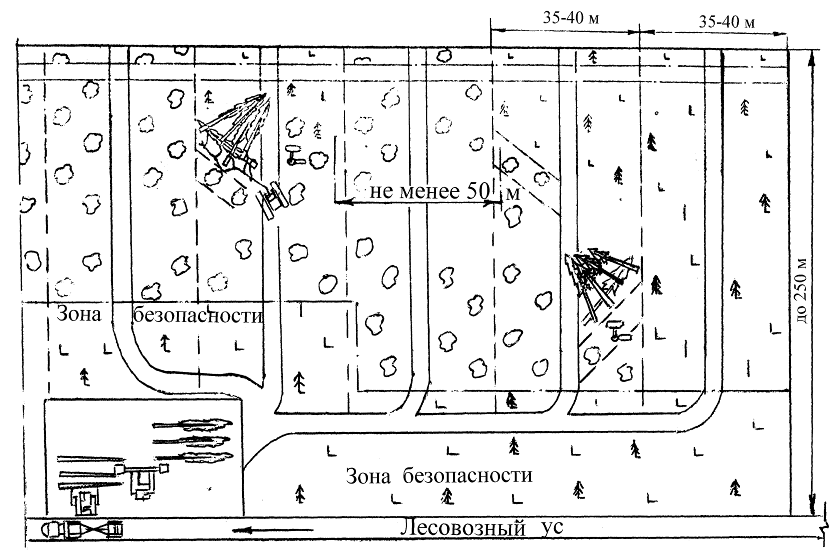 35-40 м
35-40 м
не менее 50 м
до 250 м
Зона безопасности
Зона безопасности
Лесовозный ус